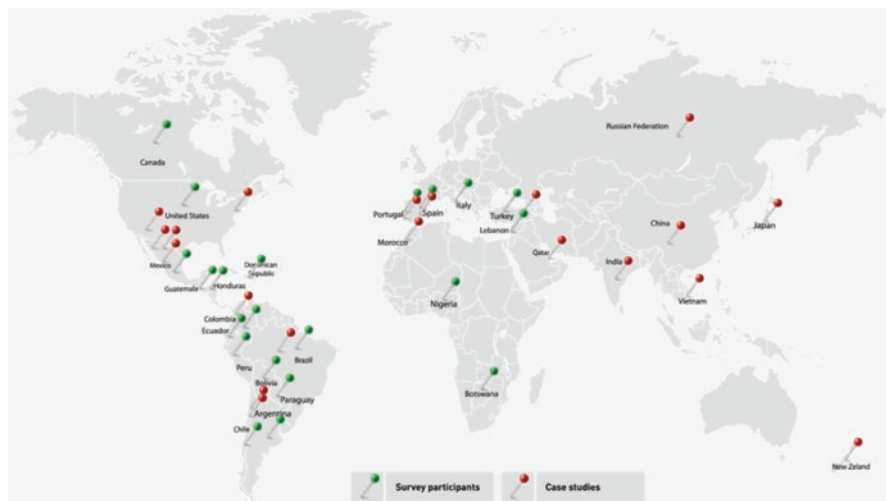 Canada
Russian Federation
United States
Portugal
Spain
Italy
Turkey
Lebanon
Morocco
Qatar
China
Japan
India
Mexico
Dominican
Republic
Guatemala
Honduras
Nigeria
Vietnam
Colombia
Ecuador
Peru
Brazil
Bolivia
Paraguay
Botswana
Argentina
Chile
New Zeland
Survey participants
Case studies